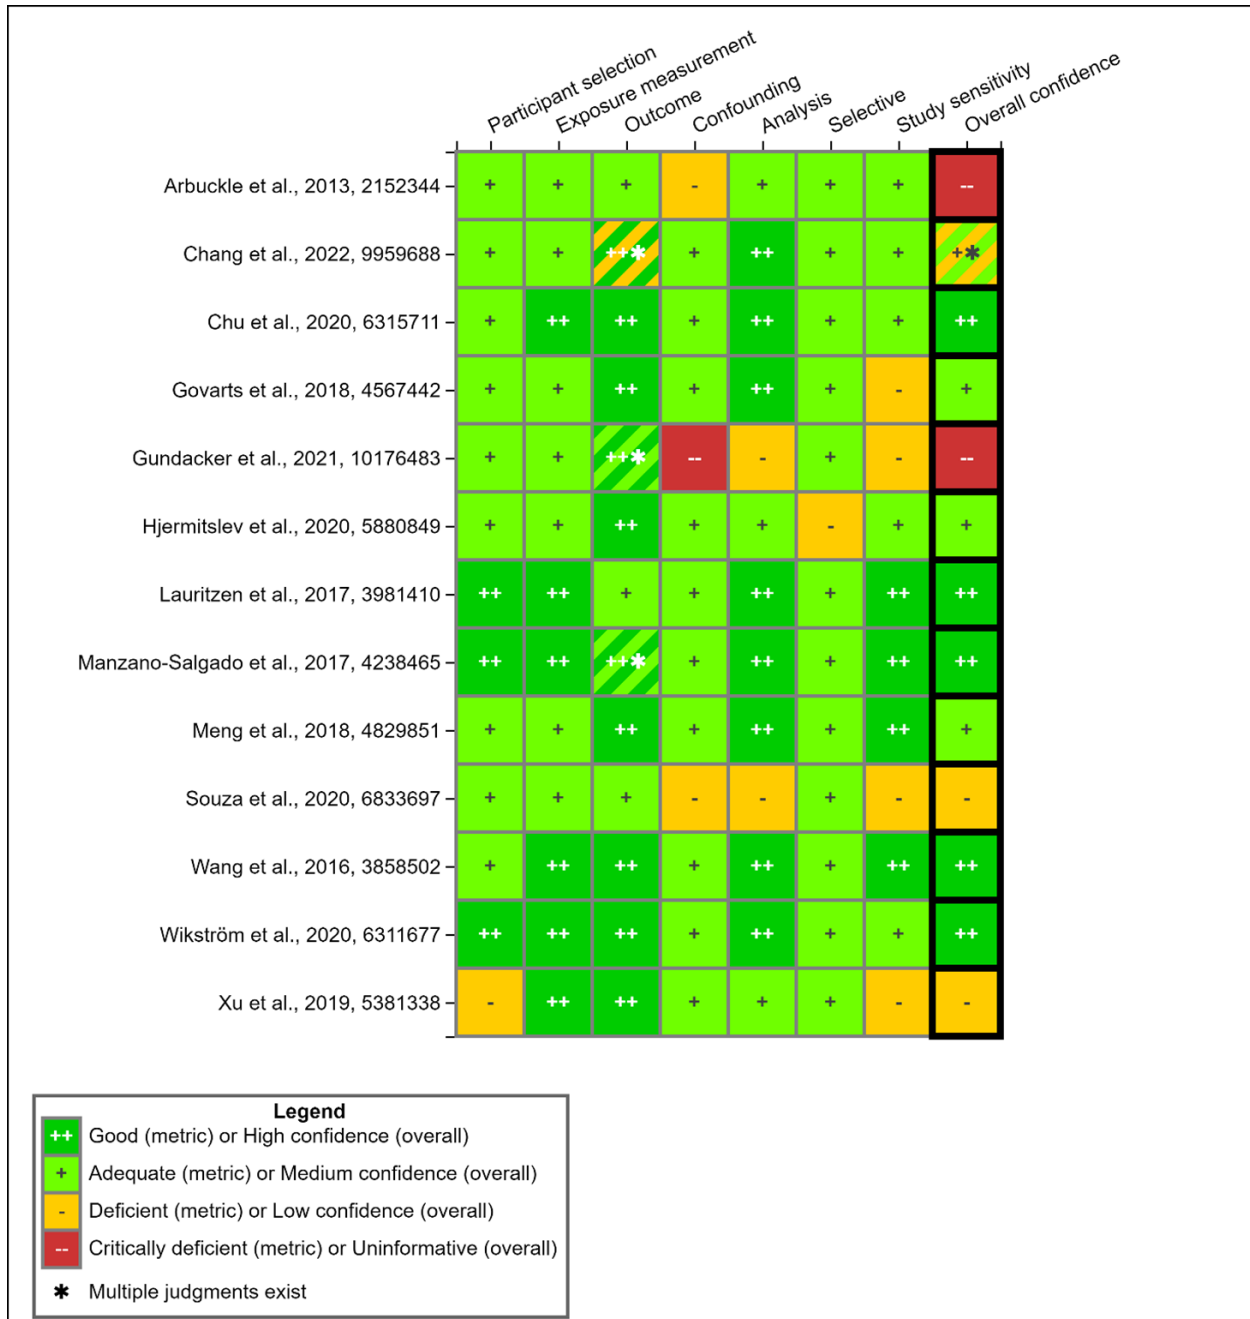 Participant selection
Exposure measurement
Outcome
Confounding
Analysis
Selective
Study sensitivity
Overall confidence
Arbuckle et al., 2013, 2152344 + + + - + + + --
Chang et al., 2022, 9959688 + + ++✱ + ++ + + +✱
Chu et al., 2020, 6315711 + ++ ++ + ++ + + ++
Govarts et al., 2018, 4567442 + + ++ + ++ + - +
Gundacker et al., 2021, 10176483 + + ++✱ -- - + - --
Hjermitslev et al., 2020, 5880849 + + ++ + + - + +
Lauritzen et al., 2017, 3981410 ++ ++ + + ++ + ++ ++
Manzano-Salgado et al., 2017, 4238465 ++ ++ ++✱ + ++ + ++ ++
Meng et al., 2018, 4829851 + + ++ + ++ + ++ +
Souza et al., 2020, 6833697 + + + - - + - -
Wang et al., 2016, 3858502 + ++ ++ + ++ + ++ ++
Wikström et al., 2020, 6311677 ++ ++ ++ + ++ + + ++
Xu et al., 2019, 5381338 - ++ ++ + + + - -
Legend
++ Good (metric) or High confidence (overall)
+ Adequate (metric) or Medium confidence (overall)
- Deficient (metric) or Low confidence (overall)
-- Critically deficient (metric) or Uninformative (overall)
✱ Multiple judgments exist